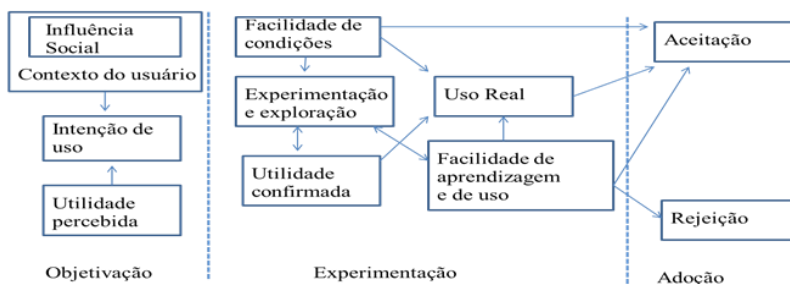 Influência
Social
Contexto do usuário
Intenção de
uso
Utilidade
percebida
Objetivação
Facilidade de
condições
Experimentação
e exploração
Utilidade
confirmada
Uso Real
Facilidade de
aprendizagem
e de uso
Experimentação
Aceitação
Rejeição
Adoção